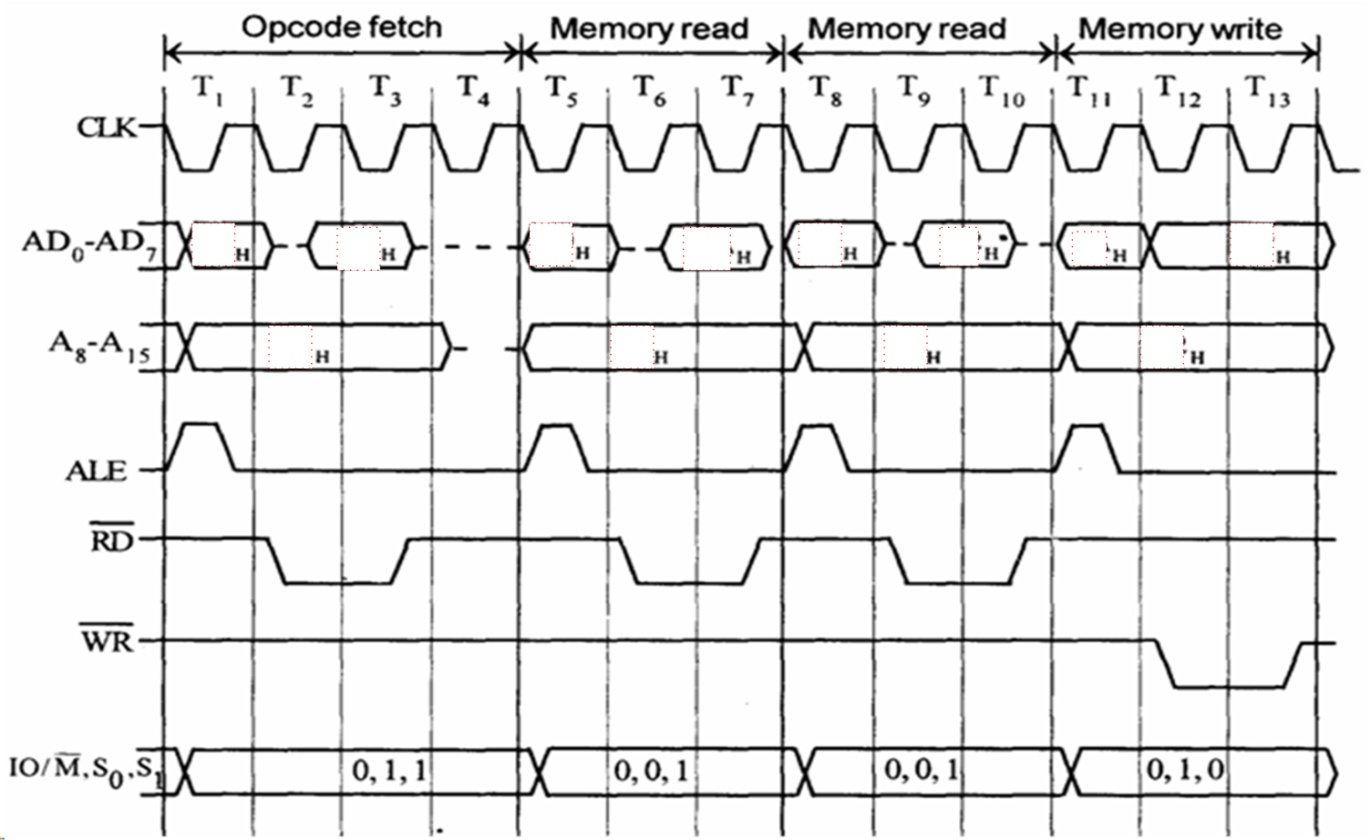 Opcode fetch Memory read Memory read Memory write
T1 T2 T3 T4 T5 T6 T7 T8 T9 T10 T11 T12 T13
CLK
AD0-AD7 H H H H H H H H
A8-A15 H H H H
ALE
RD
WR
IO/M̅, S0, S1 0, 1, 1 0, 0, 1 0, 0, 1 0, 1, 0